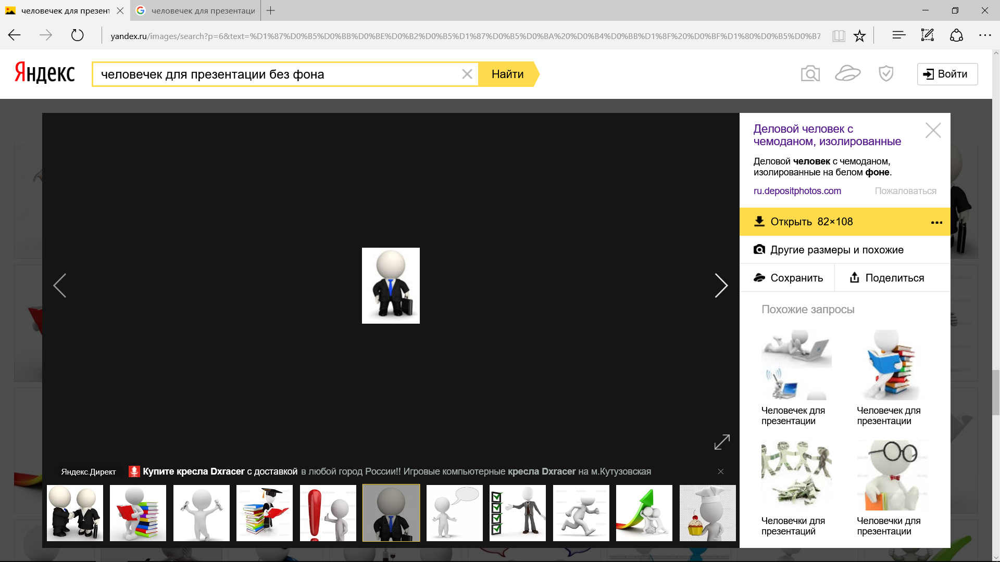 человечек для презент
человечек для презентаци
yandex.ru/images/search?p=6&text=%D1%87%D0%B5%D0%BB%D0%BE%D0%B2%D0%B5%D1%87%D0%B5%D0%BA%20%D0%B4%D0%BB%D1%8F%20%D0%BF%D1%80%D0%B5%D0%B7
Яндекс
человечек для презентации без фона
Найти
Войти
Деловой человек с
чемоданом, изолированные
Деловой человек с чемоданом,
изолированные на белом фоне.
ru.depositphotos.com
Пожаловаться
Открыть 82×108
Другие размеры и похожие
Сохранить
Поделиться
Похожие запросы
Человечек для
презентации
Человечек для
презентации
Человечки для
презентаций
Человечки для
презентации
Яндекс.Директ
Купите кресла Dxracer с доставкой в любой город России!! Игровые компьютерные кресла Dxracer на м.Кутузовская